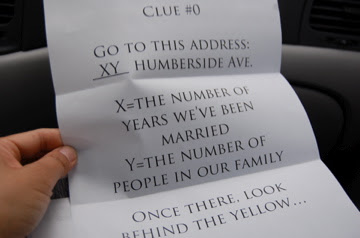 CLUE #0
GO TO THIS ADDRESS:
XY HUMBERSIDE AVE.
X=THE NUMBER OF
YEARS WE'VE BEEN
MARRIED
Y=THE NUMBER OF
PEOPLE IN OUR FAMILY
ONCE THERE, LOOK
BEHIND THE YELLOW...